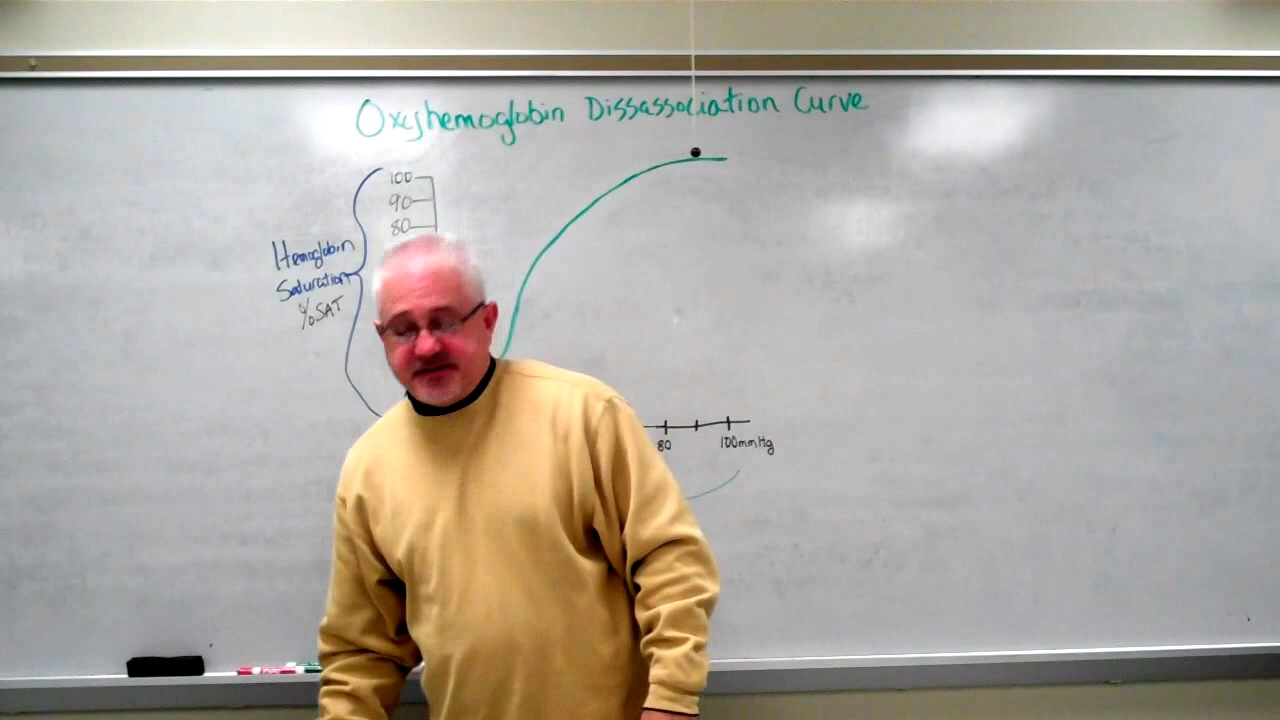 Oxyhemoglobin Dissassociation Curve
100
90
80
Hemoglobin
Saturation
% SAT
80
100mmHg